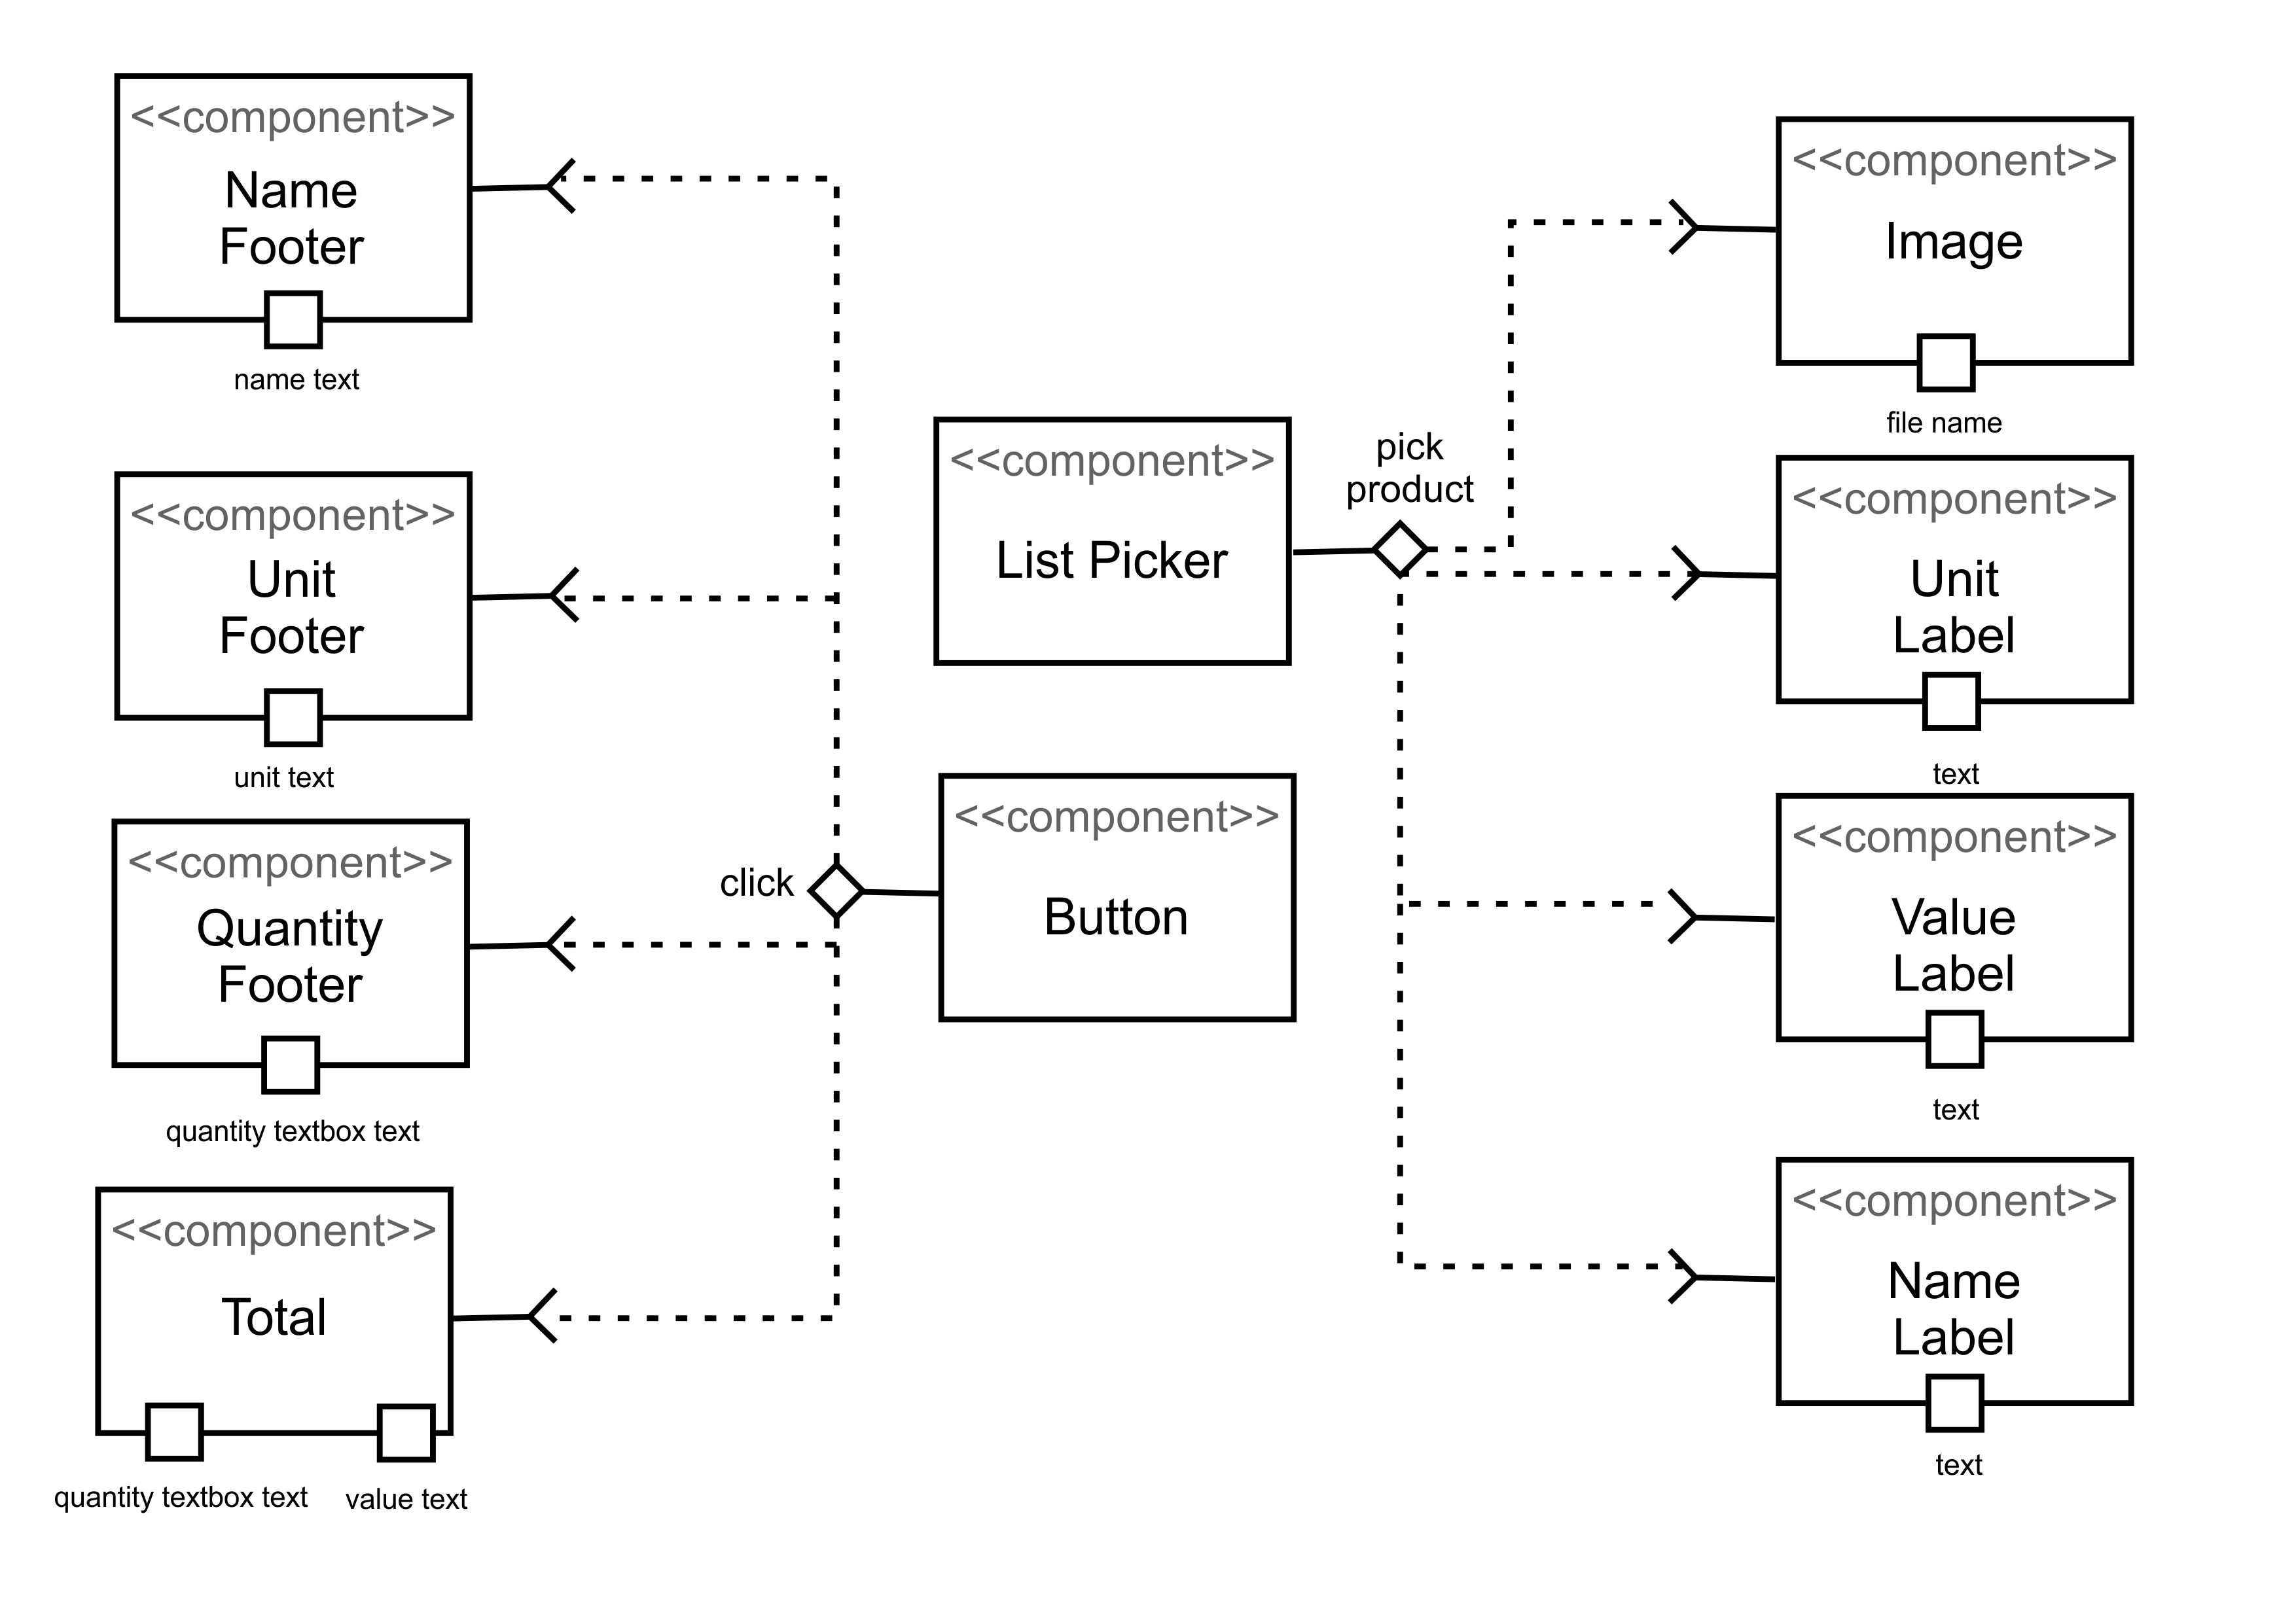 <<component>>
Name
Footer
name text
<<component>>
Unit
Footer
unit text
<<component>>
Quantity
Footer
quantity textbox text
<<component>>
Total
quantity textbox text
value text
click
<<component>>
List Picker
pick
product
<<component>>
Button
<<component>>
Image
file name
<<component>>
Unit
Label
text
<<component>>
Value
Label
text
<<component>>
Name
Label
text